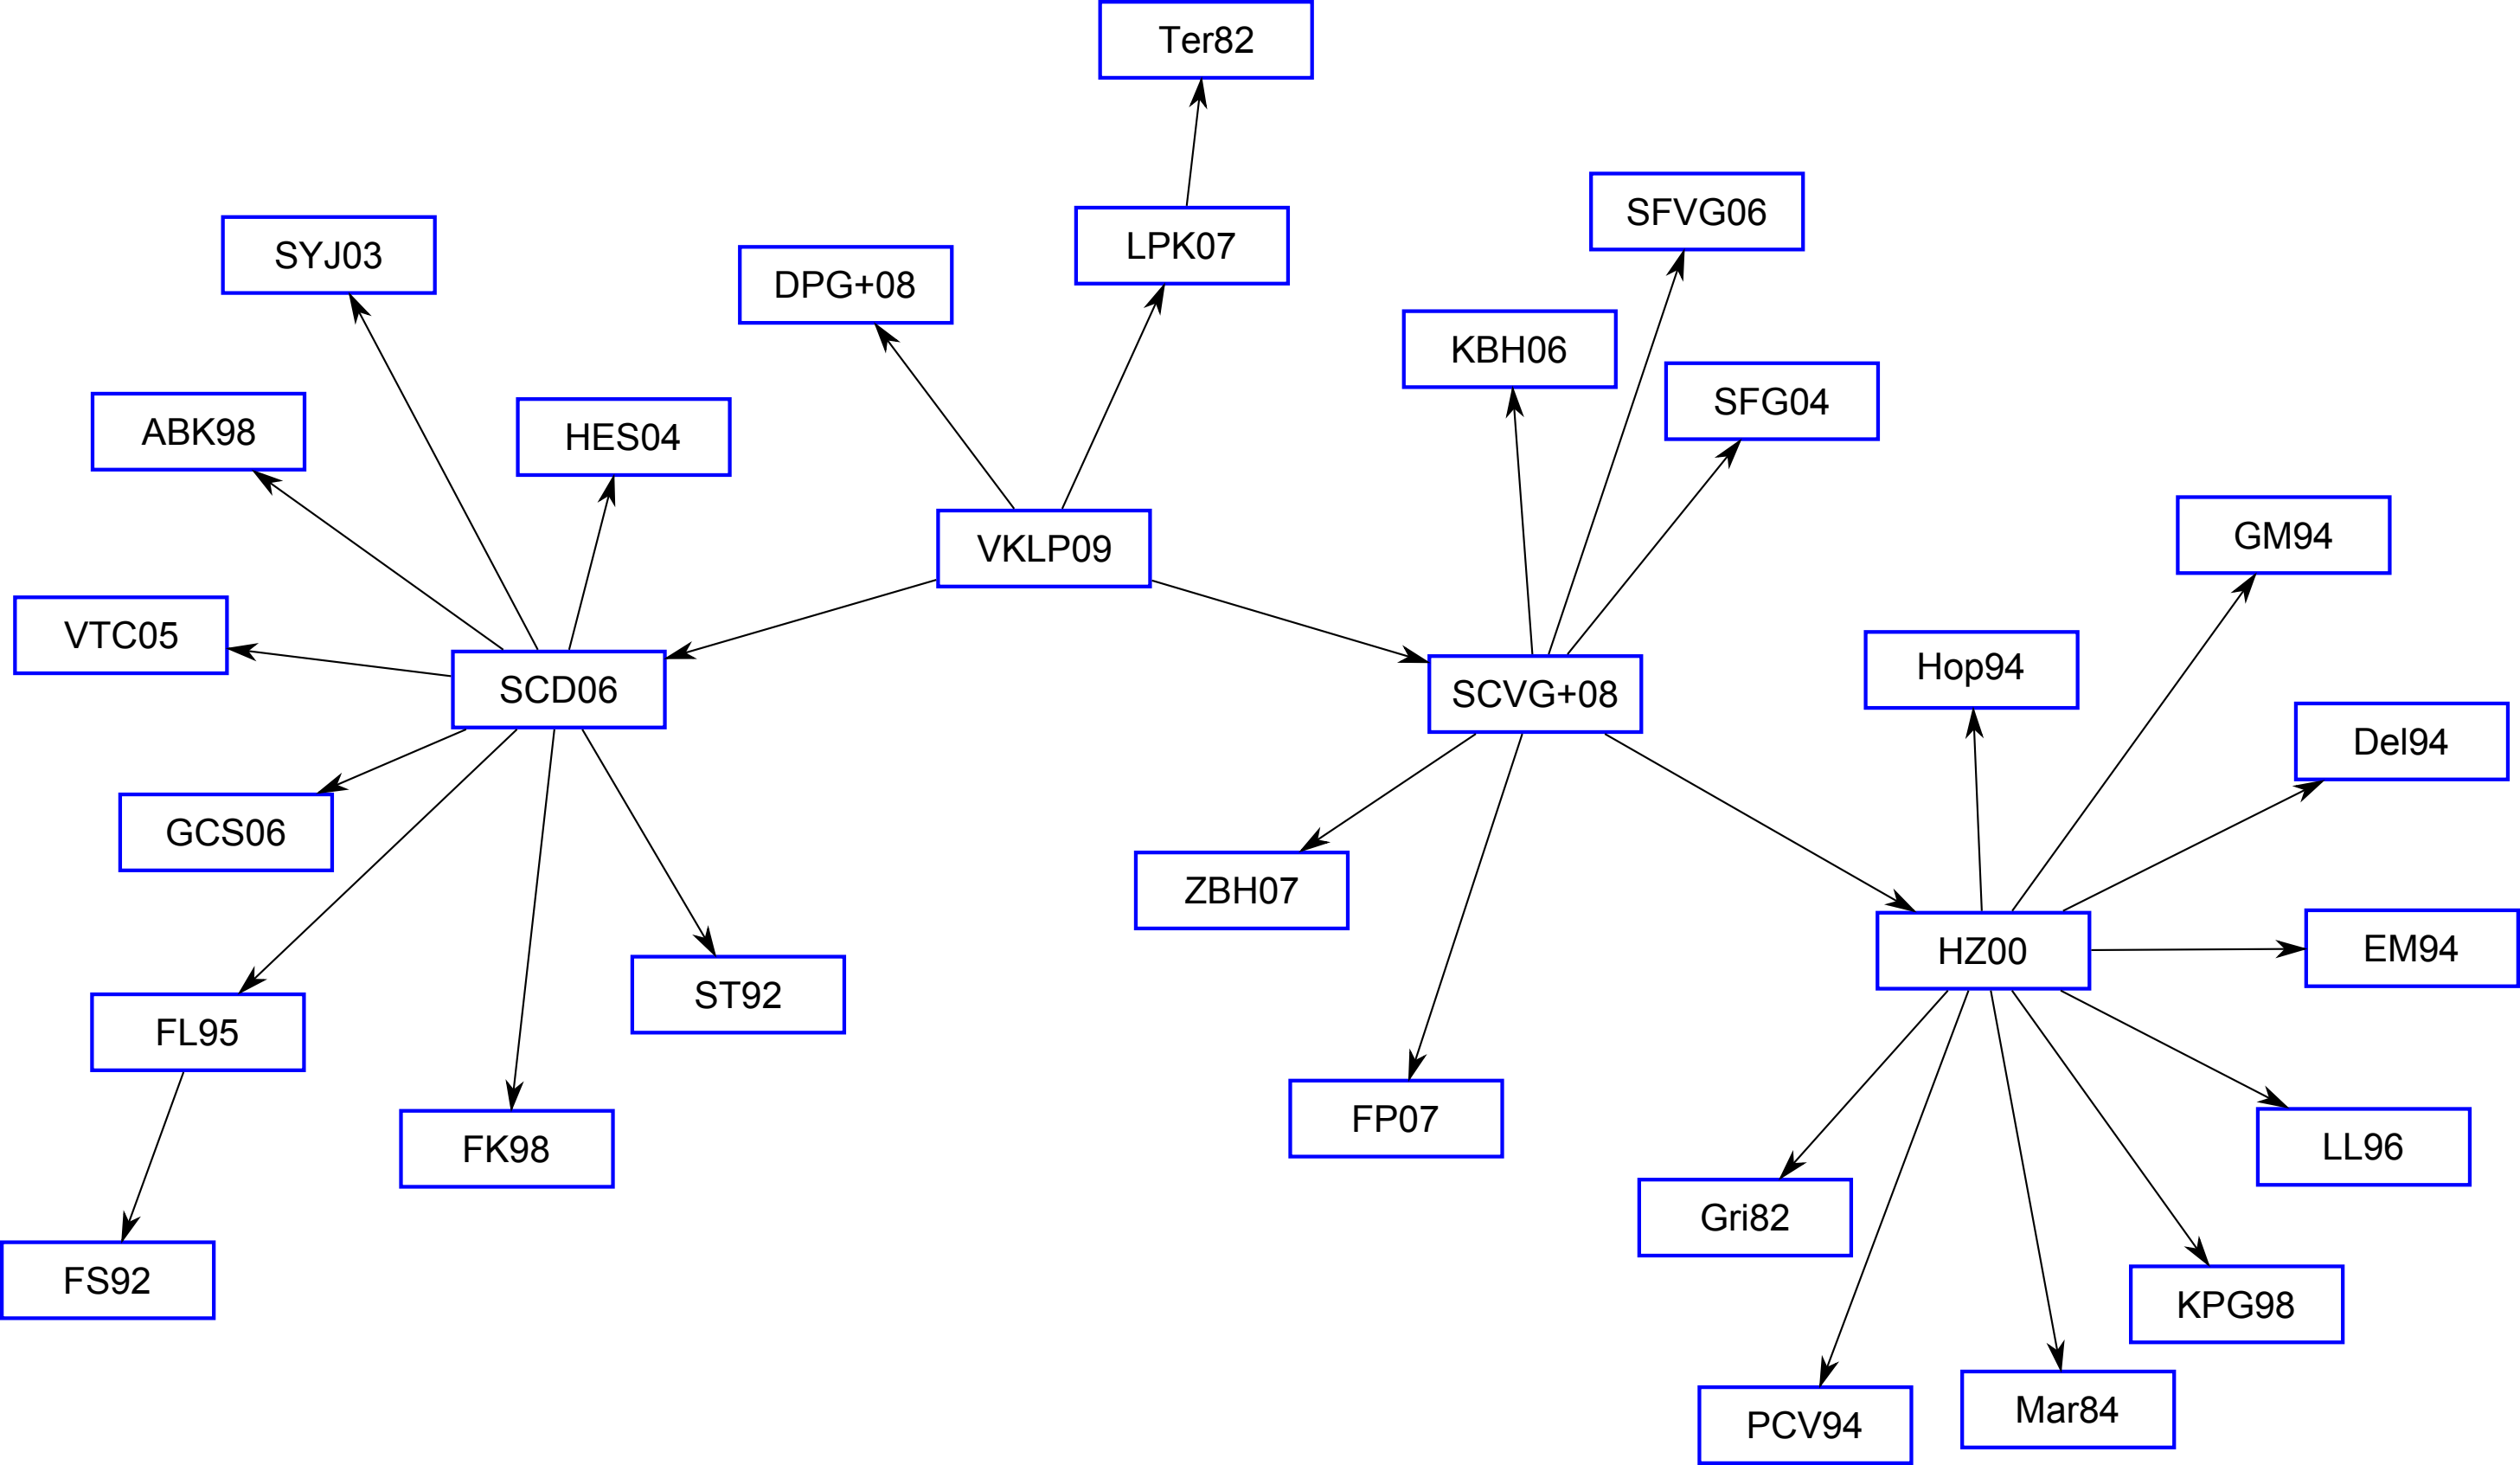 Ter82
SFVG06
LPK07
SYJ03
DPG+08
KBH06
SFG04
ABK98
HES04
GM94
VKLP09
VTC05
Hop94
SCD06
SCVG+08
Del94
GCS06
ZBH07
EM94
HZ00
ST92
FL95
FP07
LL96
FK98
Gri82
FS92
KPG98
Mar84
PCV94